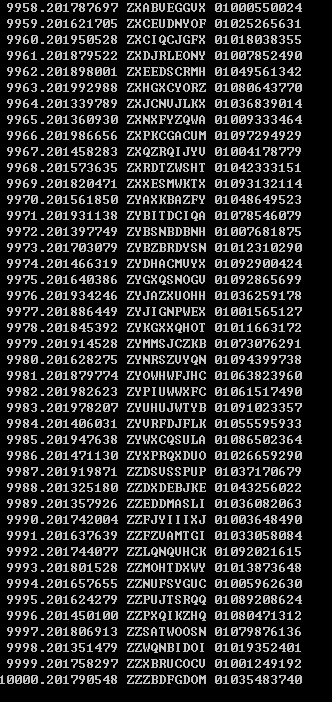 9958.201787697 ZXABVEGGVX 01000550024
9959.201621705 ZXCEUDNYOF 01025265631
9960.201950528 ZXCIQCJGFX 01018038355
9961.201879522 ZXDJRLEONY 01007852490
9962.201898001 ZXEEDSCRMH 01049561342
9963.201992988 ZXHGXCYORZ 01080643770
9964.201339789 ZXJCNVJLKX 01036839014
9965.201360930 ZXNXFYZQWA 01009333464
9966.201986656 ZXPKCGACUM 01097294929
9967.201458283 ZXQZRQIJYV 01004178779
9968.201573635 ZXRDTZWSHT 01042333151
9969.201820471 ZXXESMWKTX 01093132114
9970.201561850 ZYAXKBAZFY 01048649523
9971.201931138 ZYBITDCIQA 01078546079
9972.201397749 ZYBSNBDBNH 01007681875
9973.201703079 ZYBZBRDYSN 01012310290
9974.201466319 ZYDHACMVYX 01092900424
9975.201640386 ZYGXQSNOGV 01092865699
9976.201934246 ZYJAZXUOHH 01036259178
9977.201886449 ZYJIGNPWEX 01001565127
9978.201845392 ZYKGXXQHOT 01011663172
9979.201914528 ZYMMSJCZKB 01073076291
9980.201628275 ZYNRSZVYQN 01094399738
9981.201879774 ZYOWHWFJHC 01063823960
9982.201982623 ZYPIUWWXFC 01061517490
9983.201978207 ZYUHUJWTYB 01091023357
9984.201406031 ZYVRFDJFLK 01055595933
9985.201947638 ZYWXCQSULA 01086502364
9986.201471130 ZYXPRQXDUO 01026659290
9987.201919871 ZZDSVSSPUP 01037170679
9988.201325180 ZZDXDEBJKE 01043256022
9989.201357926 ZZEDDMASLI 01036082063
9990.201742004 ZZFJYIIIXJ 01003648490
9991.201637639 ZZFZVAMTGI 01033058084
9992.201744077 ZZLQNQVHCK 01092021615
9993.201801528 ZZMOHTDXWY 01013873648
9994.201657655 ZZNUFSYGUC 01005962630
9995.201624279 ZZPUJTSRQQ 01089208624
9996.201450100 ZZPXQIKZHQ 01080471312
9997.201806913 ZZSATWOOSN 01079876136
9998.201351479 ZZWQNBIDOI 01019352401
9999.201758297 ZZXBRUCOCV 01001249192
10000.201790548 ZZZBDFGDOM 01035483740